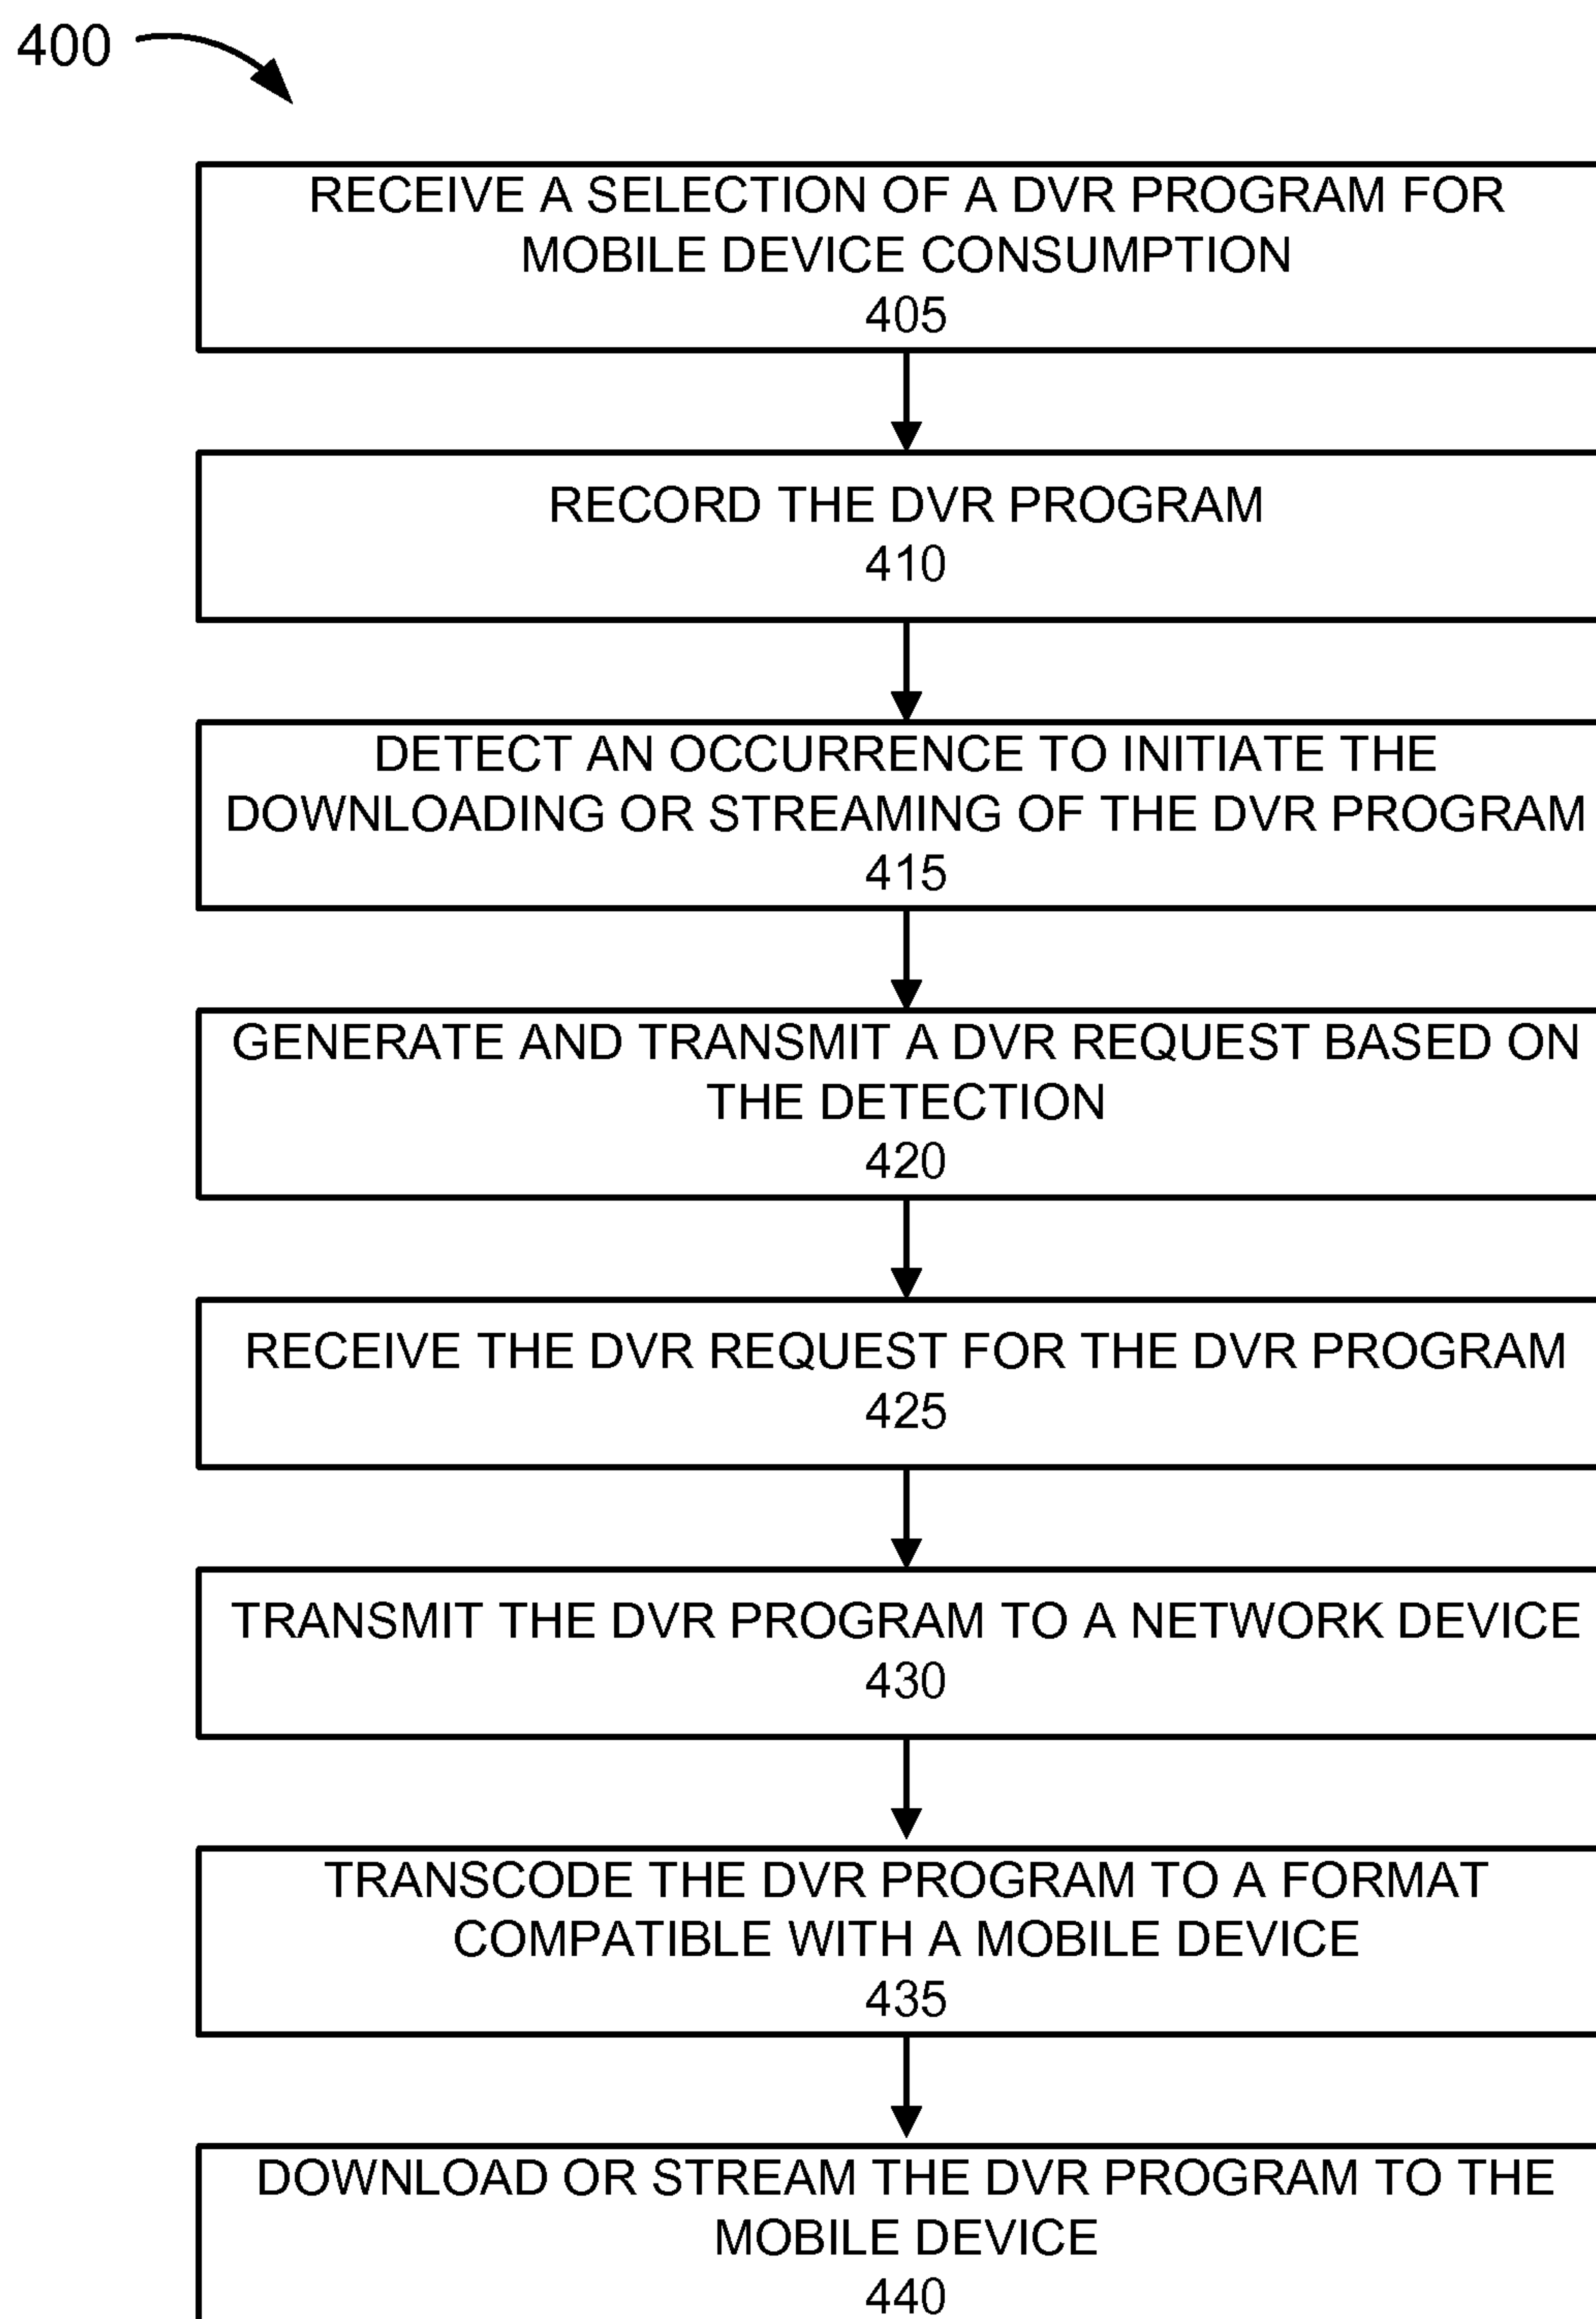 400
RECEIVE A SELECTION OF A DVR PROGRAM FOR
MOBILE DEVICE CONSUMPTION
405
RECORD THE DVR PROGRAM
410
DETECT AN OCCURRENCE TO INITIATE THE
DOWNLOADING OR STREAMING OF THE DVR PROGRAM
415
GENERATE AND TRANSMIT A DVR REQUEST BASED ON
THE DETECTION
420
RECEIVE THE DVR REQUEST FOR THE DVR PROGRAM
425
TRANSMIT THE DVR PROGRAM TO A NETWORK DEVICE
430
TRANSCODE THE DVR PROGRAM TO A FORMAT
COMPATIBLE WITH A MOBILE DEVICE
435
DOWNLOAD OR STREAM THE DVR PROGRAM TO THE
MOBILE DEVICE
440